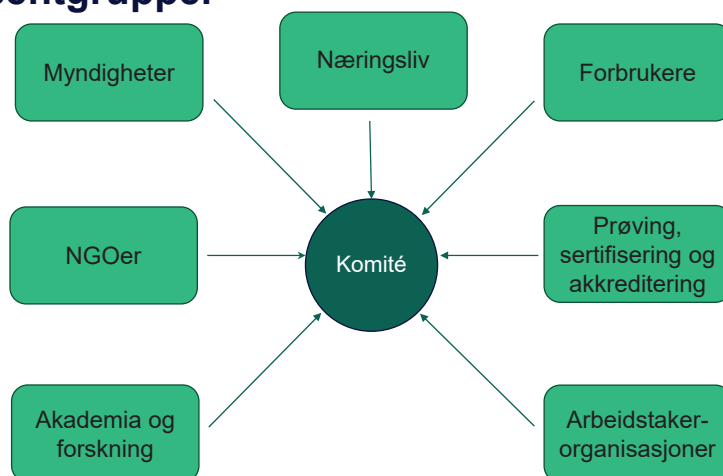 Myndigheter
Næringsliv
Forbrukere
NGOer
Komité
Prøving,
sertifisering og
akkreditering
Akademia og
forskning
Arbeidstaker-
organisasjoner